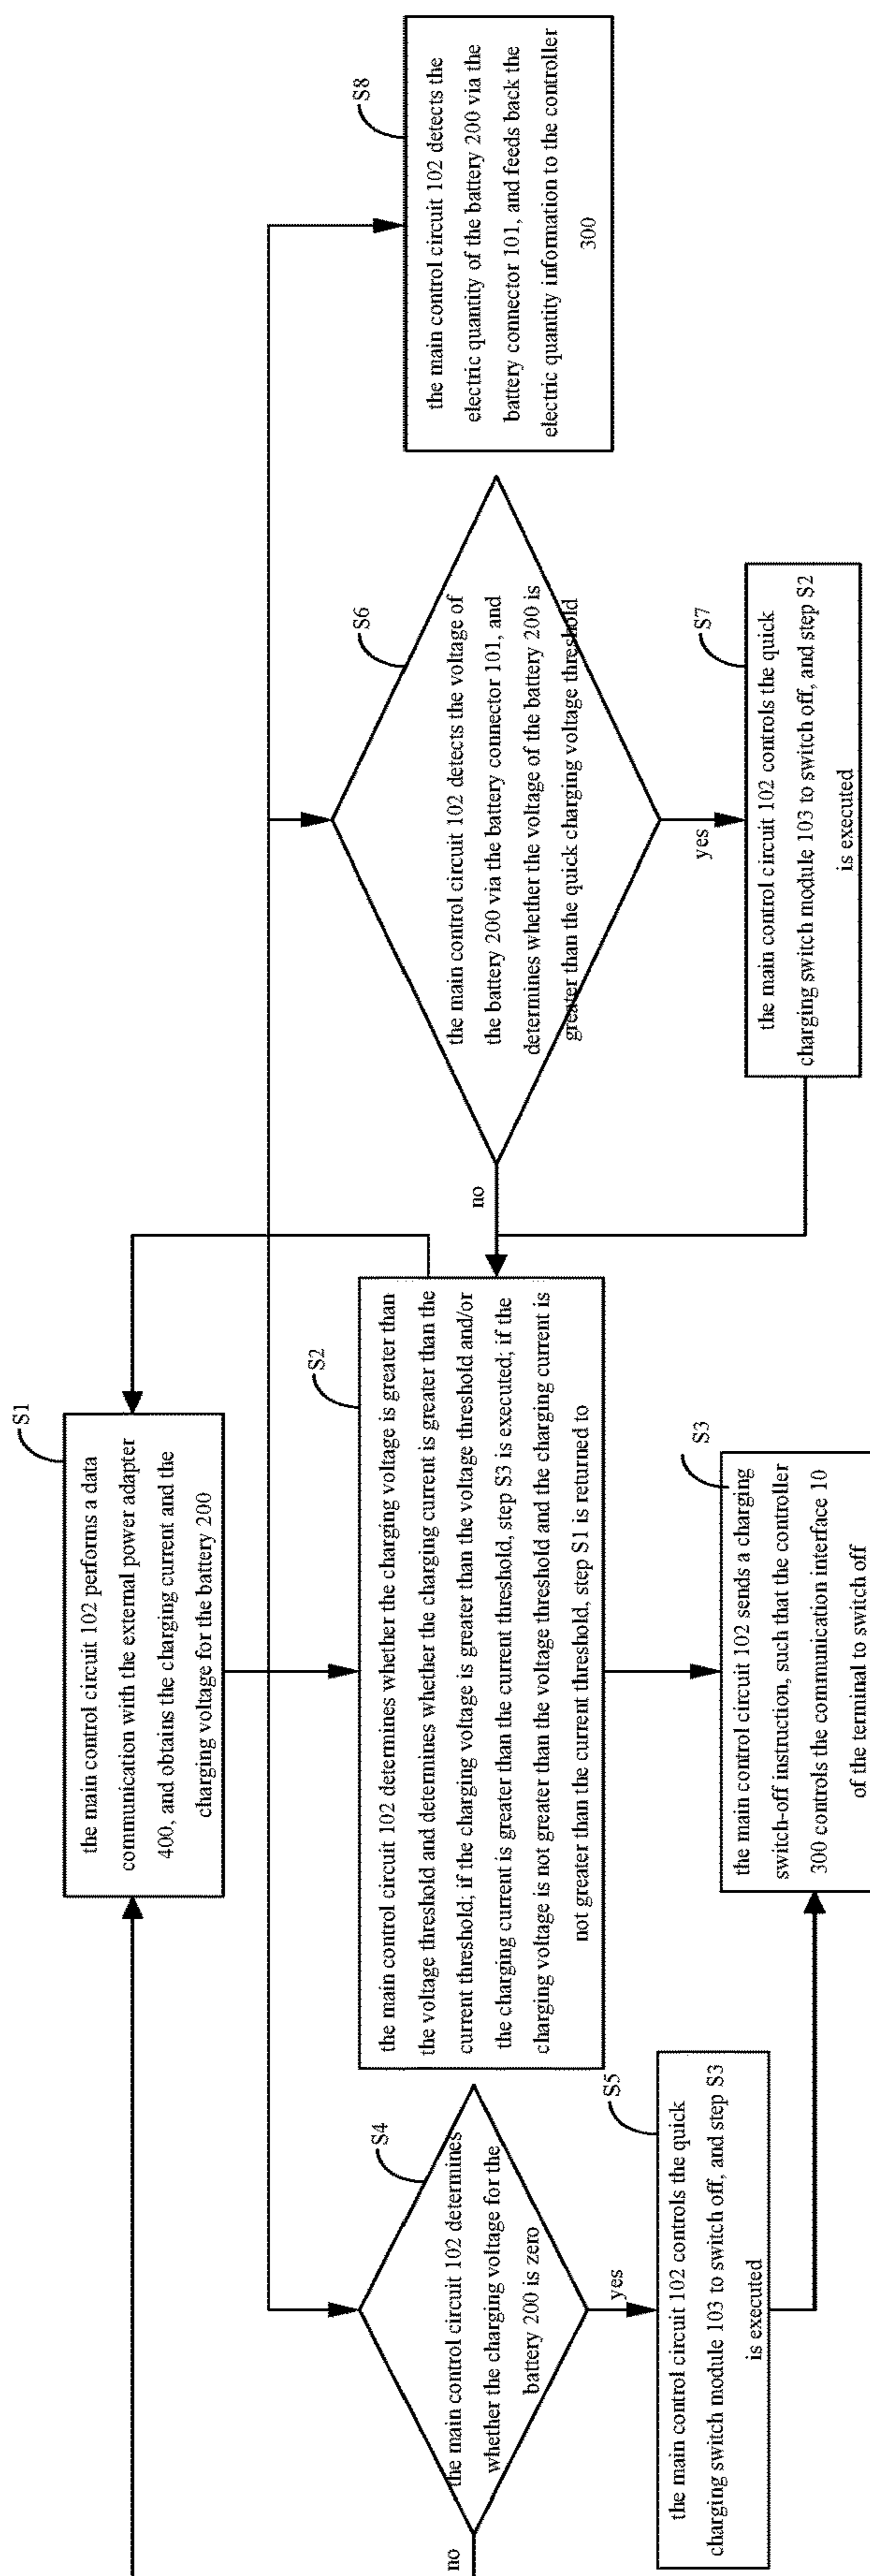 S1
the main control circuit 102 performs a data
communication with the external power adapter
400, and obtains the charging current and the
charging voltage for the battery 200
S2
the main control circuit 102 determines whether the charging voltage is greater than
the voltage threshold and determines whether the charging current is greater than the
current threshold; if the charging voltage is greater than the voltage threshold and/or
the charging current is greater than the current threshold, step S3 is executed; if the
charging voltage is not greater than the voltage threshold and the charging current is
not greater than the current threshold, step S1 is returned to
S3
the main control circuit 102 sends a charging
switch-off instruction, such that the controller
300 controls the communication interface 10
of the terminal to switch off
S4
the main control circuit 102 determines
whether the charging voltage for the
battery 200 is zero
no
yes
S5
the main control circuit 102 controls the quick
charging switch module 103 to switch off, and step S3
is executed
S6
the main control circuit 102 detects the voltage of
the battery 200 via the battery connector 101, and
determines whether the voltage of the battery 200 is
greater than the quick charging voltage threshold
no
yes
S7
the main control circuit 102 controls the quick
charging switch module 103 to switch off, and step S2
is executed
S8
the main control circuit 102 detects the
electric quantity of the battery 200 via the
battery connector 101, and feeds back the
electric quantity information to the controller
300